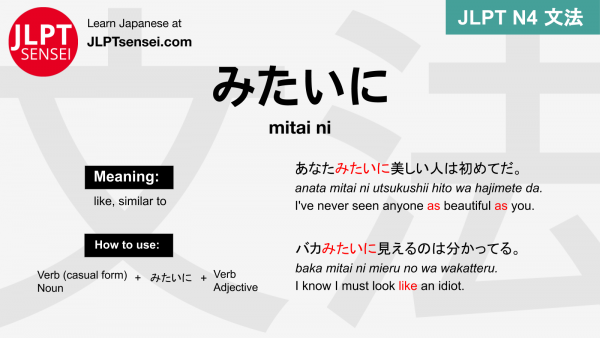 JLPT
SENSEI
Learn Japanese at
JLPTsensei.com
JLPT N4 文法
みたいに
mitai ni
Meaning:
like, similar to
How to use:
Verb (casual form)
Noun
+ みたいに +
Verb
Adjective
あなたみたいに美しい人は初めてだ。
anata mitai ni utsukushii hito wa hajimete da.
I've never seen anyone as beautiful as you.
バカみたいに見えるのは分かってる。
baka mitai ni mieru no wa wakatteru.
I know I must look like an idiot.
文法